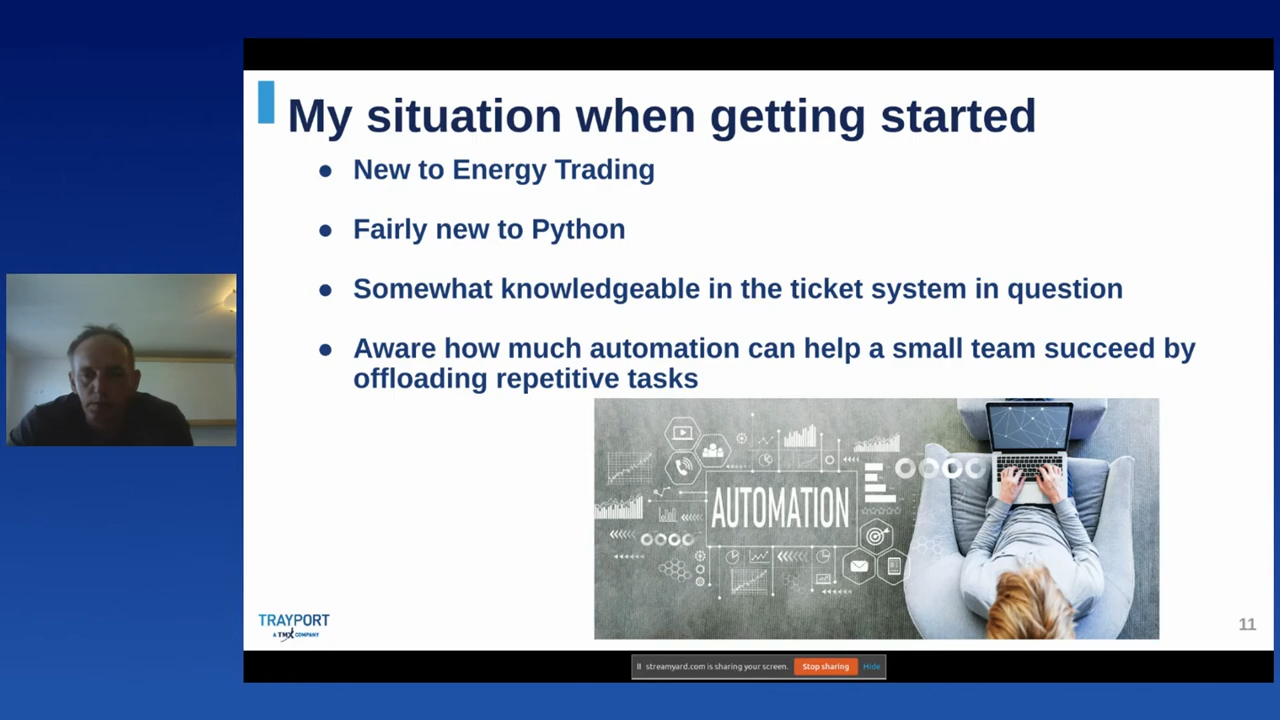 My situation when getting started
● New to Energy Trading
● Fairly new to Python
● Somewhat knowledgeable in the ticket system in question
● Aware how much automation can help a small team succeed by
offloading repetitive tasks
AUTOMATION
TRAYPORT
A TMX COMPANY
11
streamyard.com is sharing your screen. Stop sharing Hide